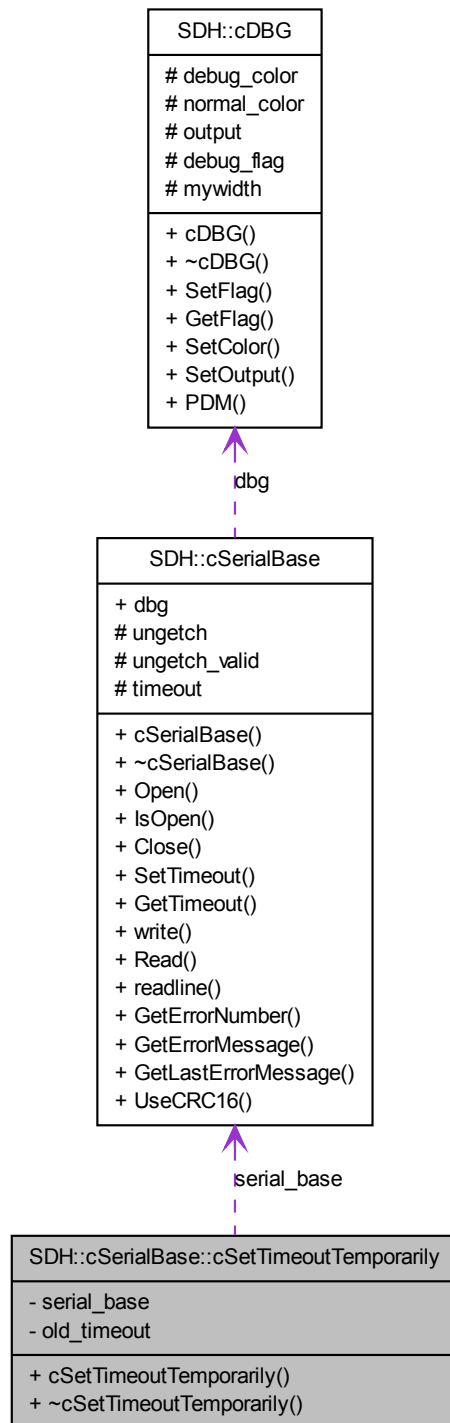 SDH::cDBG
# debug_color
# normal_color
# output
# debug_flag
# mywidth
+ cDBG()
+ ~cDBG()
+ SetFlag()
+ GetFlag()
+ SetColor()
+ SetOutput()
+ PDM()
dbg
SDH::cSerialBase
+ dbg
# ungetch
# ungetch_valid
# timeout
+ cSerialBase()
+ ~cSerialBase()
+ Open()
+ IsOpen()
+ Close()
+ SetTimeout()
+ GetTimeout()
+ write()
+ Read()
+ readline()
+ GetErrorNumber()
+ GetErrorMessage()
+ GetLastErrorMessage()
+ UseCRC16()
serial_base
SDH::cSerialBase::cSetTimeoutTemporarily
- serial_base
- old_timeout
+ cSetTimeoutTemporarily()
+ ~cSetTimeoutTemporarily()